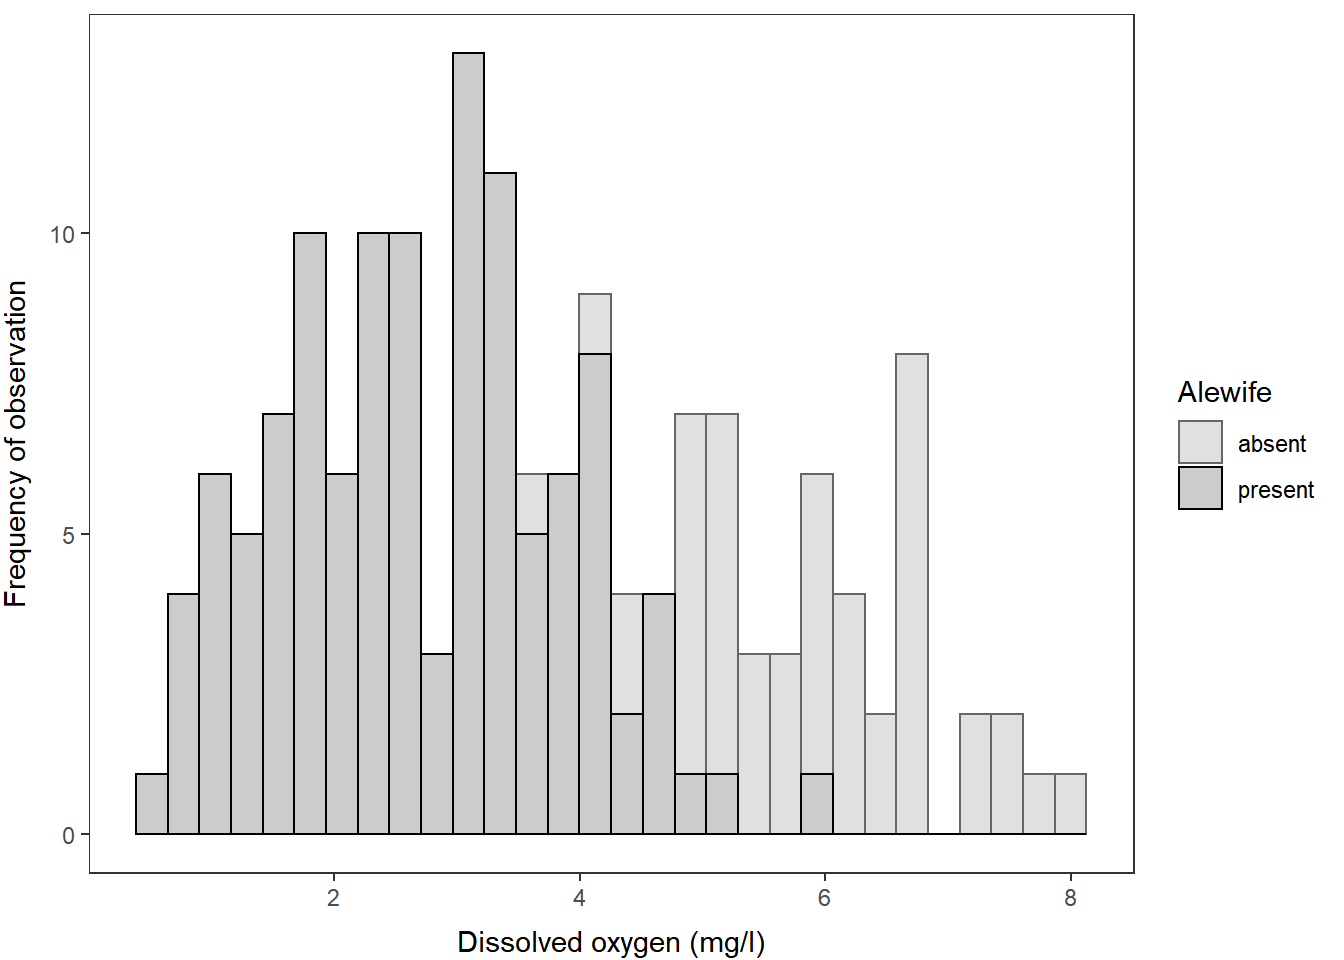 Frequency of observation
10
5
0
2
4
6
8
Dissolved oxygen (mg/l)
Alewife
absent
present